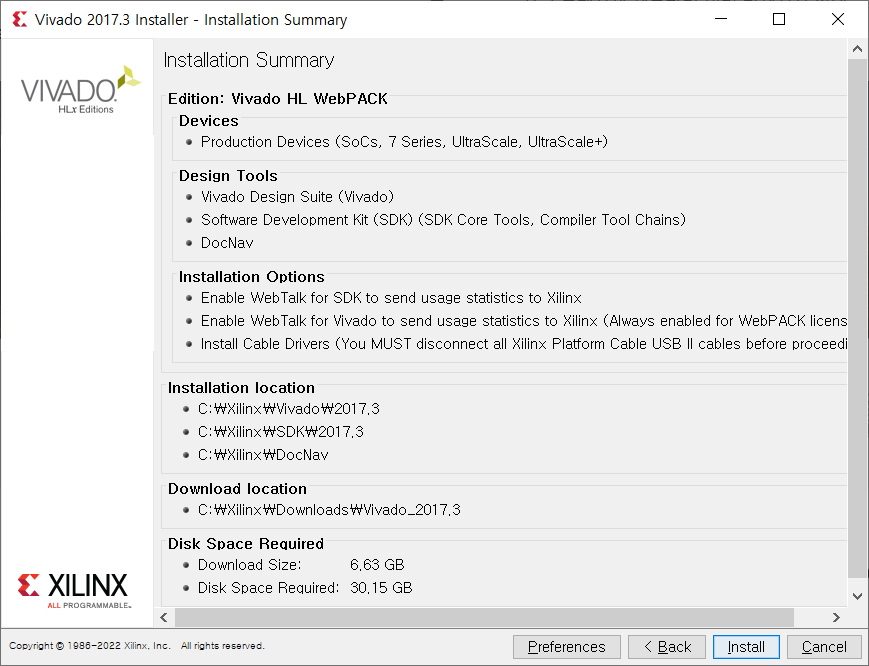 Vivado 2017.3 Installer - Installation Summary
VIVADO.
HLx Editions
Installation Summary
Edition: Vivado HL WebPACK
Devices
Production Devices (SoCs, 7 Series, UltraScale, UltraScale+)
Design Tools
Vivado Design Suite (Vivado)
Software Development Kit (SDK) (SDK Core Tools, Compiler Tool Chains)
DocNav
Installation Options
Enable WebTalk for SDK to send usage statistics to Xilinx
Enable WebTalk for Vivado to send usage statistics to Xilinx (Always enabled for WebPACK licens
Install Cable Drivers (You MUST disconnect all Xilinx Platform Cable USB II cables before proceedi
Installation location
C:₩Xilinx₩Vivado₩2017.3
C:₩Xilinx₩SDK₩2017.3
C:₩Xilinx₩DocNav
Download location
C:₩Xilinx₩Downloads₩Vivado_2017.3
Disk Space Required
Download Size: 6.63 GB
Disk Space Required: 30.15 GB
XILINX
ALL PROGRAMMABLE™
Copyright © 1986-2022 Xilinx, Inc. All rights reserved.
Preferences
< Back
Install
Cancel